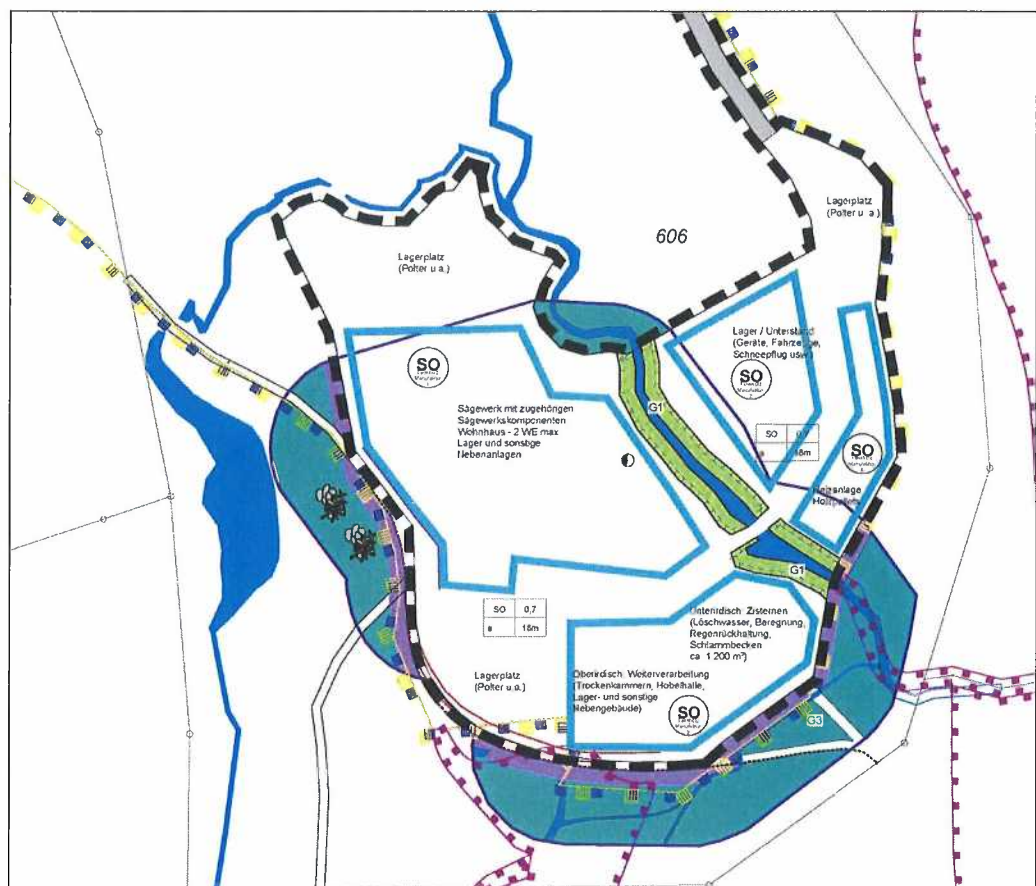 606
Lagerplatz
(Polter u. a.)
Lagerplatz
(Polter u.a.)
Lager / Unterstand
(Geräte, Fahrzeuge,
Schneepflug usw.)
SO
SO
Sägewerk mit zugehörigen
Sägewerkskomponenten
Wohnhaus - 2 WE max
Lager und sonstige
Nebenanlagen
G1
SO 0,7
a 18m
SO
Heizanlage
Holzpellets
G1
SO 0,7
a 18m
Unterirdisch: Zisternen
(Löschwasser, Beregnung,
Regenrückhaltung,
Schlammbecken
ca. 1.200 m³)
Lagerplatz
(Polter u.a.)
Oberirdisch: Weiterverarbeitung
(Trockenkammern, Hobelhalle,
Lager- und sonstige
Nebengebäude)
SO
G3